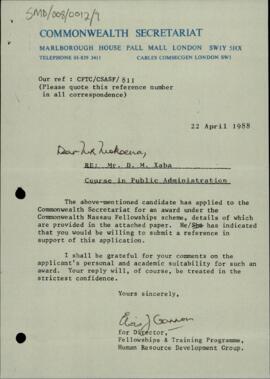 SMD/008/0012/9
COMMONWEALTH SECRETARIAT
MARLBOROUGH HOUSE PALL MALL LONDON SW1Y 5HX
TELEPHONE 01-839 3411 CABLES COMSECGEN LONDON SW1
Our ref : CFTC/CSASF/811
(Please quote this reference number
in all correspondence)
22 April 1988
Dear Mr
RE: Mr. D. M. Xaba
Course in Public Administration
The above-mentioned candidate has applied to the
Commonwealth Secretariat for an award under the
Commonwealth Nassau Fellowships scheme, details of which
are provided in the attached paper. He/She has indicated
that you would be willing to submit a reference in
support of this application.
I shall be grateful for your comments on the
applicant's personal and academic suitability for such an
award. Your reply will, of course, be treated in the
strictest confidence.
Yours sincerely,
for Director,
Fellowships & Training Programme,
Human Resource Development Group.